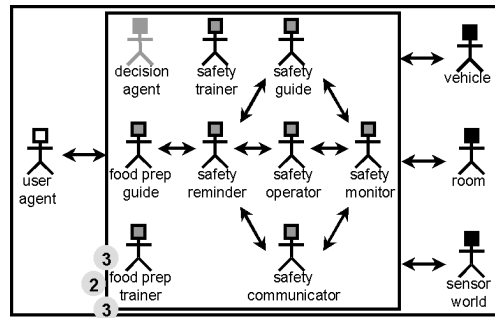 decision
agent
safety
trainer
safety
guide
vehicle
user
agent
food prep
guide
safety
reminder
safety
operator
safety
monitor
room
3
food prep
trainer
2
3
safety
communicator
sensor
world